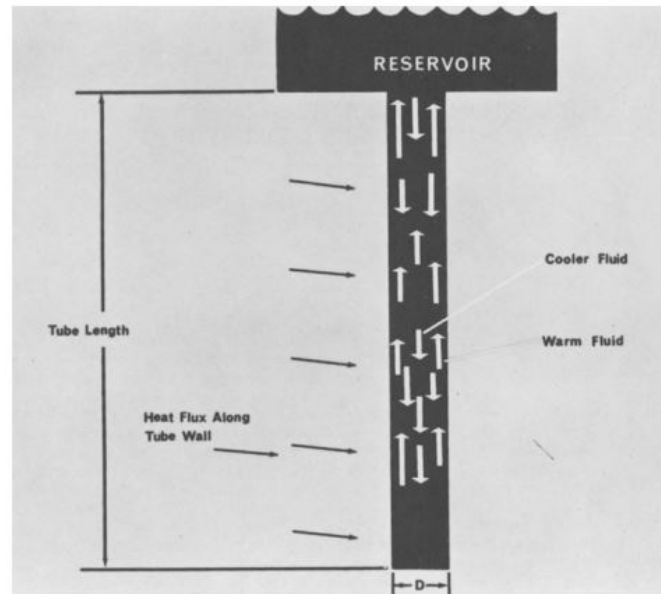 RESERVOIR
Cooler Fluid
Tube Length
Warm Fluid
Heat Flux Along
Tube Wall
D